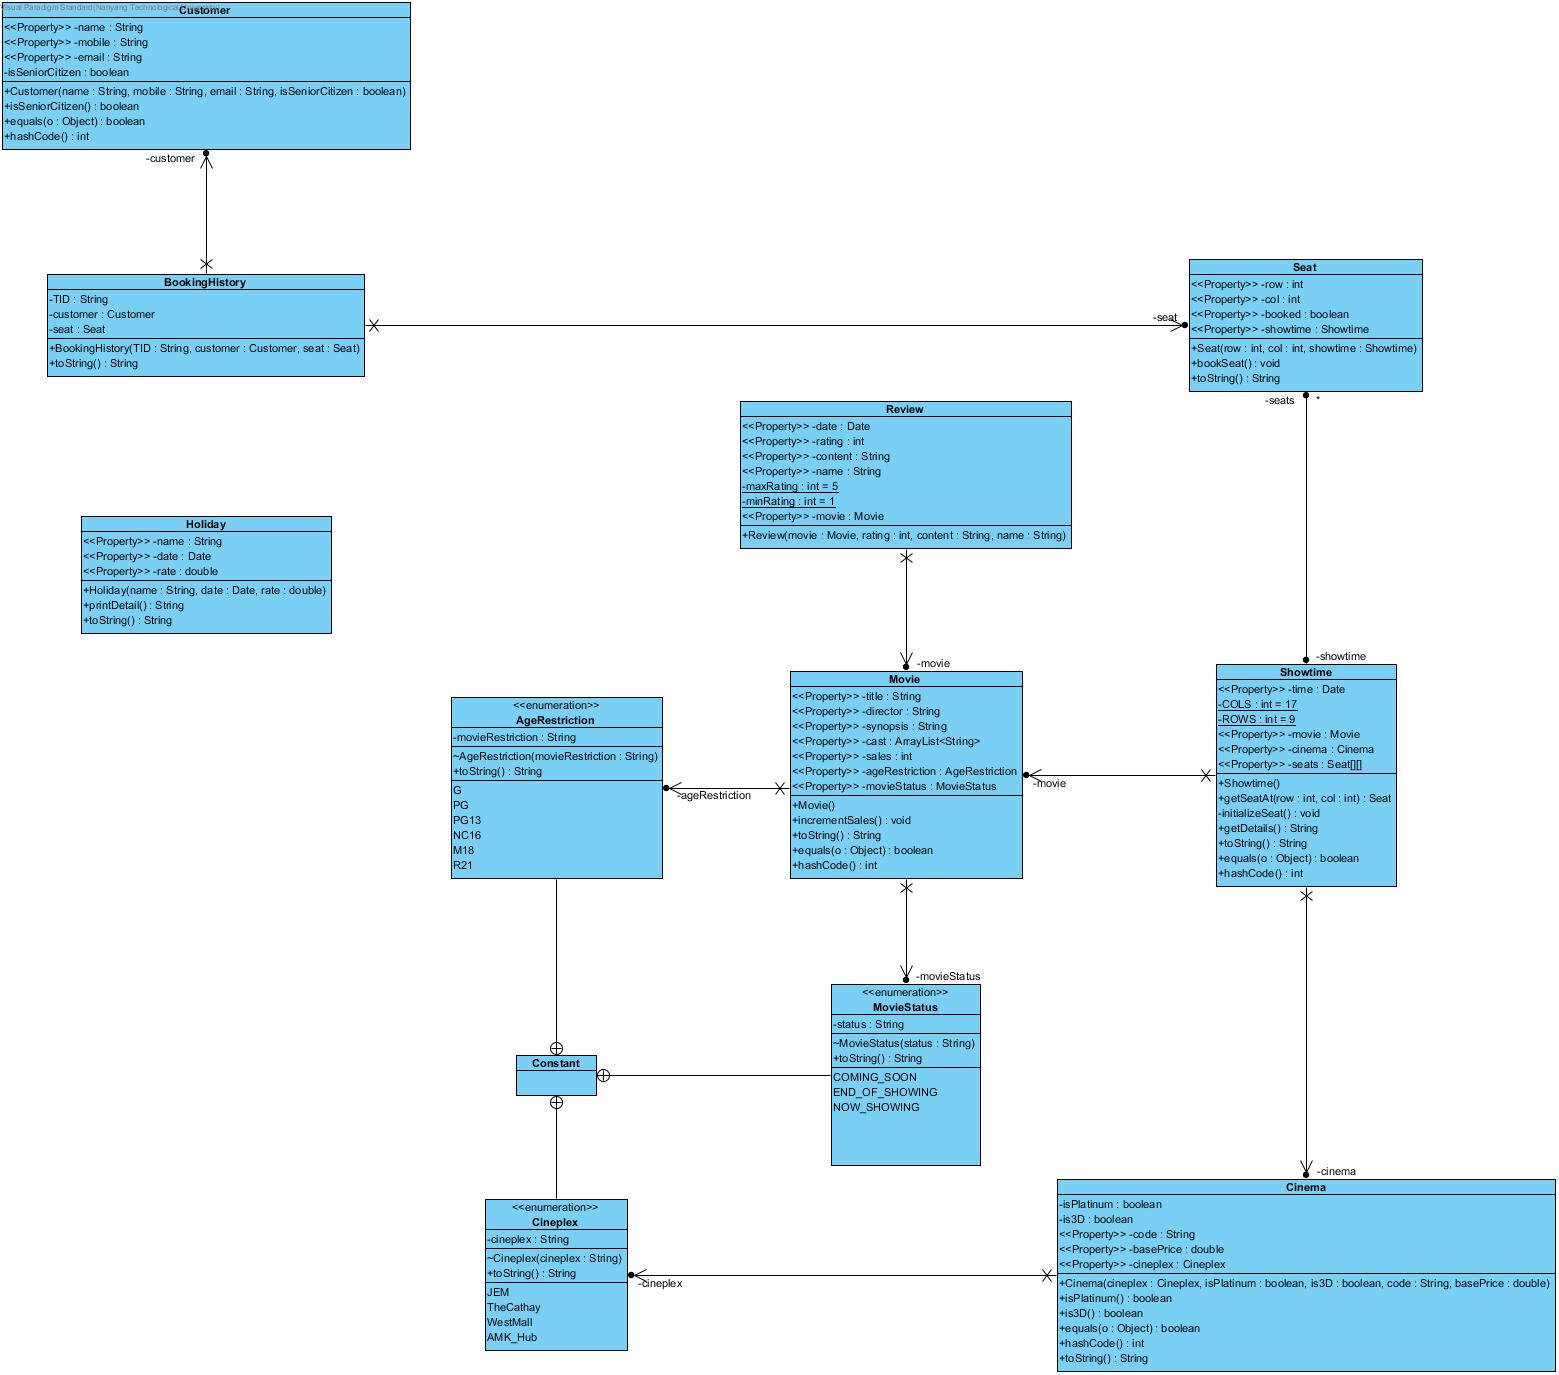 Visual Paradigm Standard(Nanyang Technological
Customer
<<Property>> -name : String
<<Property>> -mobile : String
<<Property>> -email : String
-isSeniorCitizen : boolean
+Customer(name : String, mobile : String, email : String, isSeniorCitizen : boolean)
+isSeniorCitizen() : boolean
+equals(o : Object) : boolean
+hashCode() : int
-customer
BookingHistory
-TID : String
-customer : Customer
-seat : Seat
+BookingHistory(TID : String, customer : Customer, seat : Seat)
+toString() : String
-seat
Seat
<<Property>> -row : int
<<Property>> -col : int
<<Property>> -booked : boolean
<<Property>> -showtime : Showtime
+Seat(row : int, col : int, showtime : Showtime)
+bookSeat() : void
+toString() : String
-seats *
Review
<<Property>> -date : Date
<<Property>> -rating : int
<<Property>> -content : String
<<Property>> -name : String
-maxRating : int = 5
-minRating : int = 1
<<Property>> -movie : Movie
+Review(movie : Movie, rating : int, content : String, name : String)
Holiday
<<Property>> -name : String
<<Property>> -date : Date
<<Property>> -rate : double
+Holiday(name : String, date : Date, rate : double)
+printDetail() : String
+toString() : String
-movie
-showtime
Movie
<<Property>> -title : String
<<Property>> -director : String
<<Property>> -synopsis : String
<<Property>> -cast : ArrayList<String>
<<Property>> -sales : int
<<Property>> -ageRestriction : AgeRestriction
<<Property>> -movieStatus : MovieStatus
+Movie()
+incrementSales() : void
+toString() : String
+equals(o : Object) : boolean
+hashCode() : int
Showtime
<<Property>> -time : Date
-COLS : int = 17
-ROWS : int = 9
<<Property>> -movie : Movie
<<Property>> -cinema : Cinema
<<Property>> -seats : Seat[][]
+Showtime()
+getSeatAt(row : int, col : int) : Seat
-initializeSeat() : void
+getDetails() : String
+toString() : String
+equals(o : Object) : boolean
+hashCode() : int
<<enumeration>>
AgeRestriction
-movieRestriction : String
~AgeRestriction(movieRestriction : String)
+toString() : String
G
PG
PG13
NC16
M18
R21
-ageRestriction
-movie
-movieStatus
<<enumeration>>
MovieStatus
-status : String
~MovieStatus(status : String)
+toString() : String
COMING_SOON
END_OF_SHOWING
NOW_SHOWING
Constant
-cinema
Cinema
-isPlatinum : boolean
-is3D : boolean
<<Property>> -code : String
<<Property>> -basePrice : double
<<Property>> -cineplex : Cineplex
+Cinema(cineplex : Cineplex, isPlatinum : boolean, is3D : boolean, code : String, basePrice : double)
+isPlatinum() : boolean
+is3D() : boolean
+equals(o : Object) : boolean
+hashCode() : int
+toString() : String
<<enumeration>>
Cineplex
-cineplex : String
~Cineplex(cineplex : String)
+toString() : String
JEM
TheCathay
WestMall
AMK_Hub
-cineplex